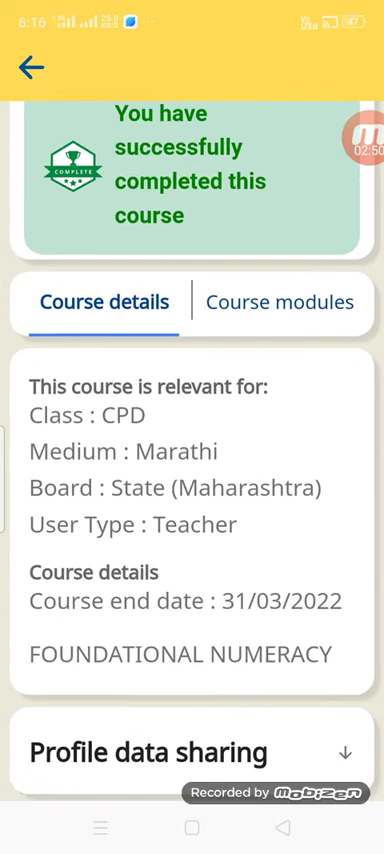 6:16
47
You have
successfully
completed this
course
COMPLETE
02:50
Course details
Course modules
This course is relevant for:
Class : CPD
Medium : Marathi
Board : State (Maharashtra)
User Type : Teacher
Course details
Course end date : 31/03/2022
FOUNDATIONAL NUMERACY
Profile data sharing
Recorded by mobizen